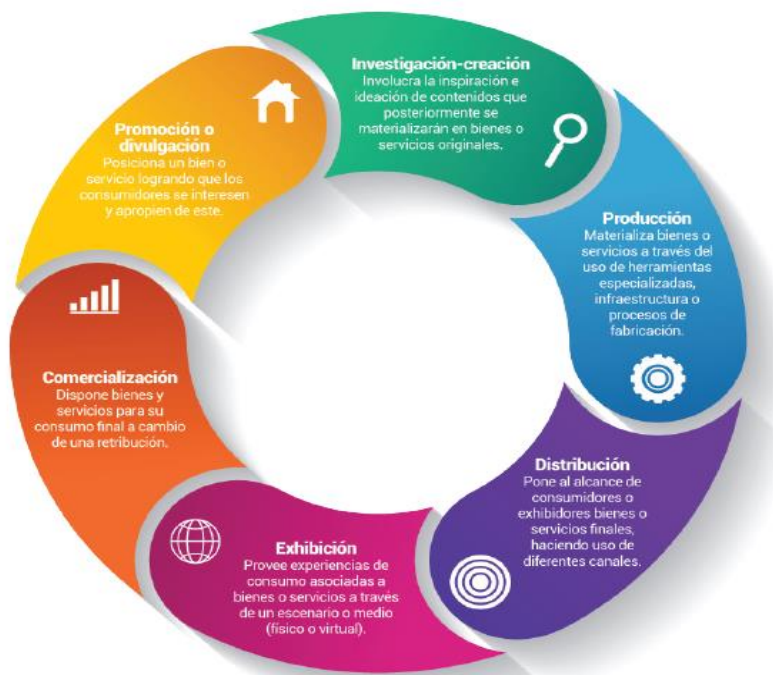 Investigación-creación
Involucra la inspiración e
ideación de contenidos que
posteriormente se
materializarán en bienes o
servicios originales.
Producción
Materializa bienes o
servicios a través del
uso de herramientas
especializadas,
infraestructura o
procesos de
fabricación.
Distribución
Pone al alcance de
consumidores o
exhibidores bienes o
servicios finales,
haciendo uso de
diferentes canales.
Exhibición
Provee experiencias de
consumo asociadas a
bienes o servicios a través
de un escenario o medio
(físico o virtual).
Comercialización
Dispone bienes y
servicios para su
consumo final a cambio
de una retribución.
Promoción o
divulgación
Posiciona un bien o
servicio logrando que los
consumidores se interesen
y apropien de este.